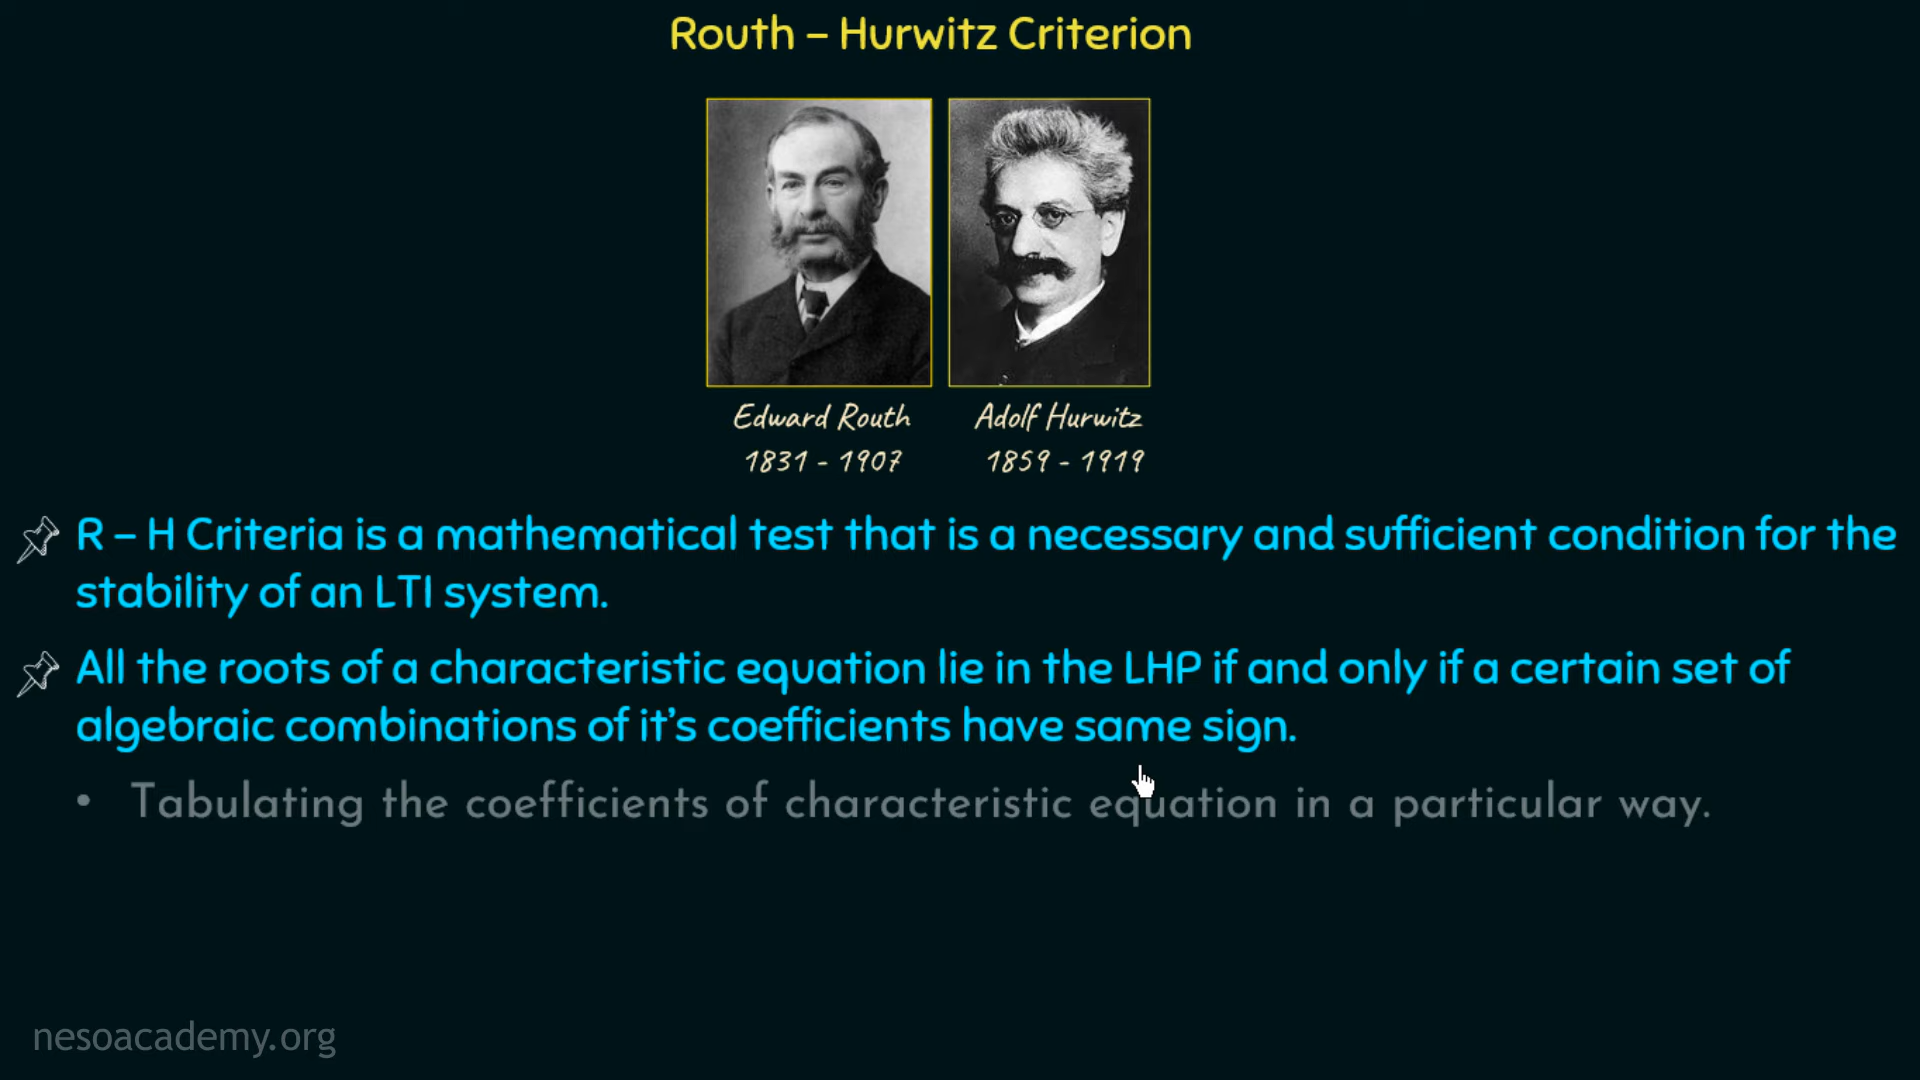 Routh – Hurwitz Criterion
Edward Routh
Adolf Hurwitz
1831 - 1907
1859 - 1919
R – H Criteria is a mathematical test that is a necessary and sufficient condition for the
stability of an LTI system.
All the roots of a characteristic equation lie in the LHP if and only if a certain set of
algebraic combinations of it’s coefficients have same sign.
• Tabulating the coefficients of characteristic equation in a particular way.
nesoacademy.org